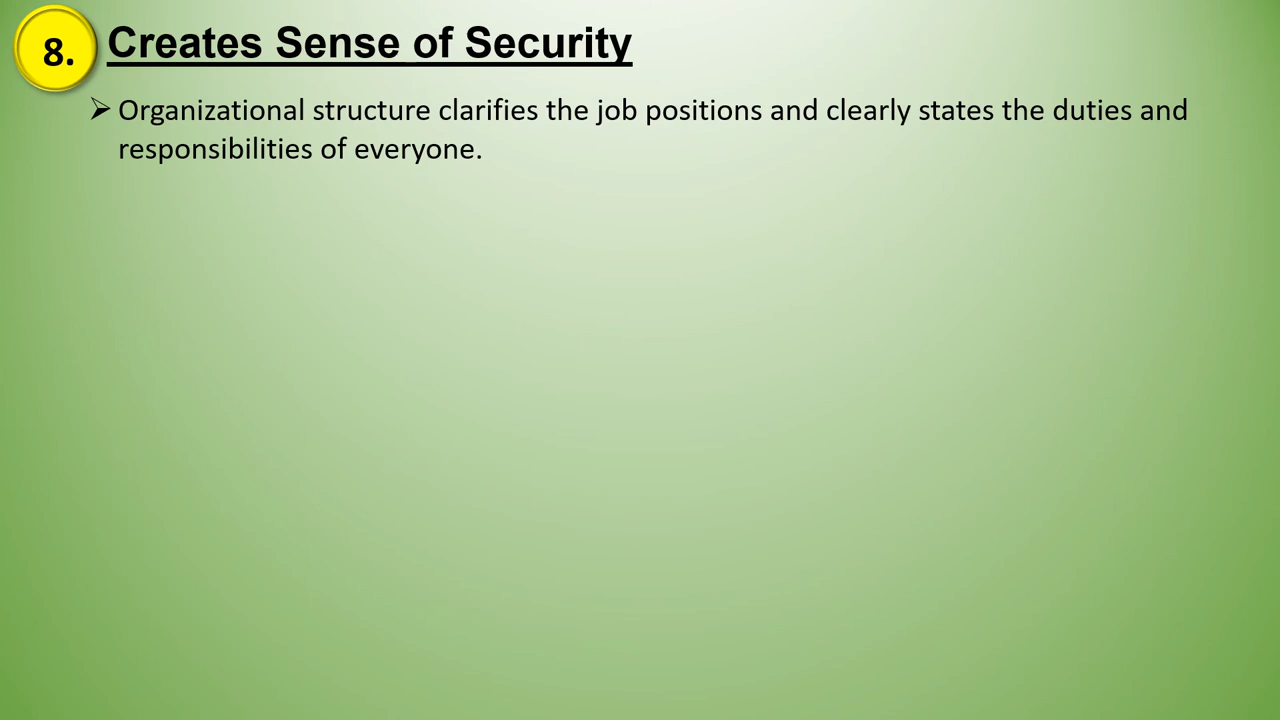 8. Creates Sense of Security
➢ Organizational structure clarifies the job positions and clearly states the duties and
responsibilities of everyone.